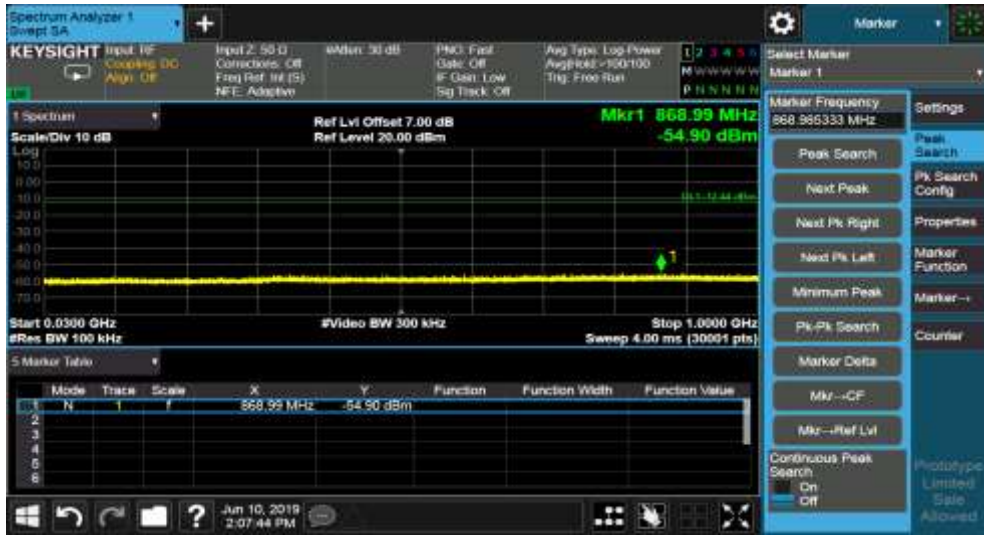 Spectrum Analyzer 1
Swept SA
+
Marker
KEYSIGHT
Input: RF
Coupling: DC
Align: Off
Input Z: 50 Ω
Corrections: Off
Freq Ref: Int (S)
NFE: Adaptive
#Atten: 30 dB
PNO: Fast
Gate: Off
IF Gain: Low
Sig Track: Off
Avg Type: Log-Power
Avg|Hold:>100/100
Trig: Free Run
1 2 3 4 5 6
M W W W W W
P N N N N N
Select Marker
Marker 1
1 Spectrum
Scale/Div 10 dB
Ref Lvl Offset 7.00 dB
Ref Level 20.00 dBm
Mkr1 868.99 MHz
-54.90 dBm
Log
10.0
0.00
-10.0
-20.0
-30.0
-40.0
-50.0
-60.0
-70.0
DL1 -12.44 dBm
1
Start 0.0300 GHz
#Res BW 100 kHz
#Video BW 300 kHz
Stop 1.0000 GHz
Sweep 4.00 ms (30001 pts)
5 Marker Table
Mode Trace Scale X Y Function Function Width Function Value
1 N 1 f 868.99 MHz -54.90 dBm
2
3
4
5
6
Marker Frequency
868.985333 MHz
Peak Search
Next Peak
Next Pk Right
Next Pk Left
Minimum Peak
Pk-Pk Search
Marker Delta
Mkr→CF
Mkr→Ref Lvl
Continuous Peak
Search
On
Off
Settings
Peak
Search
Pk Search
Config
Properties
Marker
Function
Marker→
Counter
Prototype
Limited
Sale
Allowed
?
Jun 10, 2019
2:07:44 PM